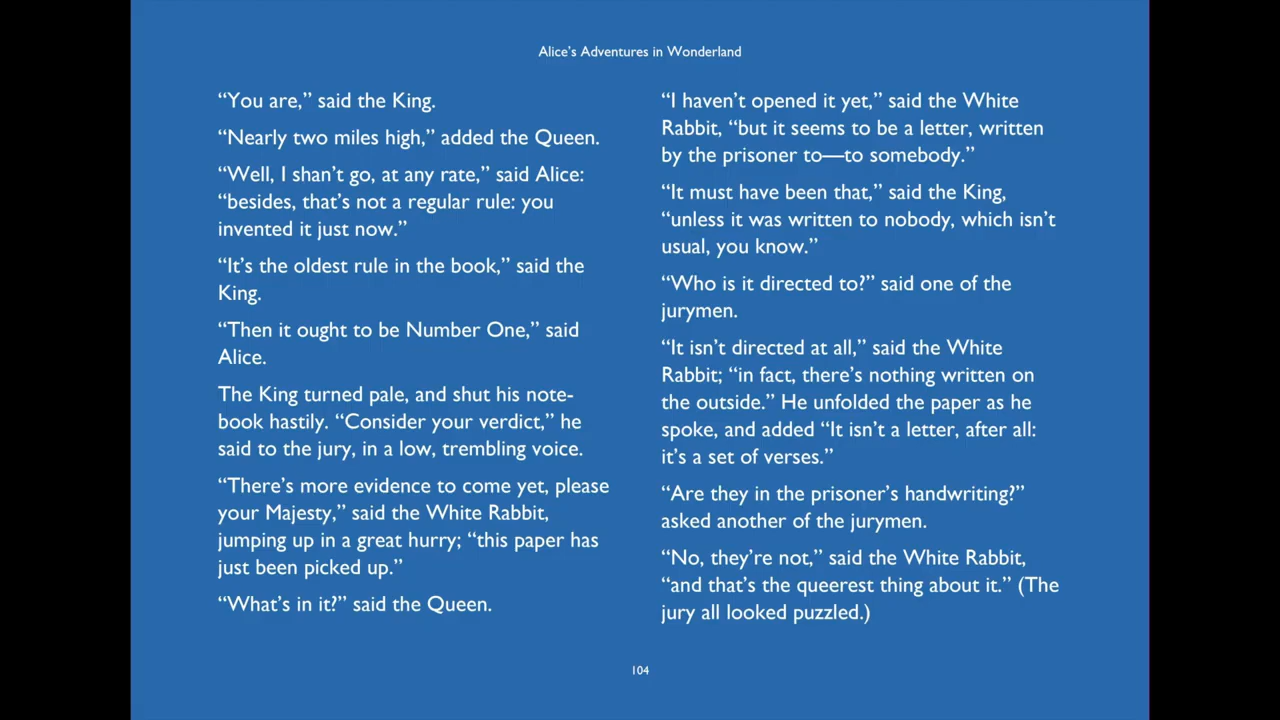 Alice’s Adventures in Wonderland
“You are,” said the King.
“Nearly two miles high,” added the Queen.
“Well, I shan’t go, at any rate,” said Alice:
“besides, that’s not a regular rule: you
invented it just now.”
“It’s the oldest rule in the book,” said the
King.
“Then it ought to be Number One,” said
Alice.
The King turned pale, and shut his note-
book hastily. “Consider your verdict,” he
said to the jury, in a low, trembling voice.
“There’s more evidence to come yet, please
your Majesty,” said the White Rabbit,
jumping up in a great hurry; “this paper has
just been picked up.”
“What’s in it?” said the Queen.
“I haven’t opened it yet,” said the White
Rabbit, “but it seems to be a letter, written
by the prisoner to—to somebody.”
“It must have been that,” said the King,
“unless it was written to nobody, which isn’t
usual, you know.”
“Who is it directed to?” said one of the
jurymen.
“It isn’t directed at all,” said the White
Rabbit; “in fact, there’s nothing written on
the outside.” He unfolded the paper as he
spoke, and added “It isn’t a letter, after all:
it’s a set of verses.”
“Are they in the prisoner’s handwriting?”
asked another of the jurymen.
“No, they’re not,” said the White Rabbit,
“and that’s the queerest thing about it.” (The
jury all looked puzzled.)
104